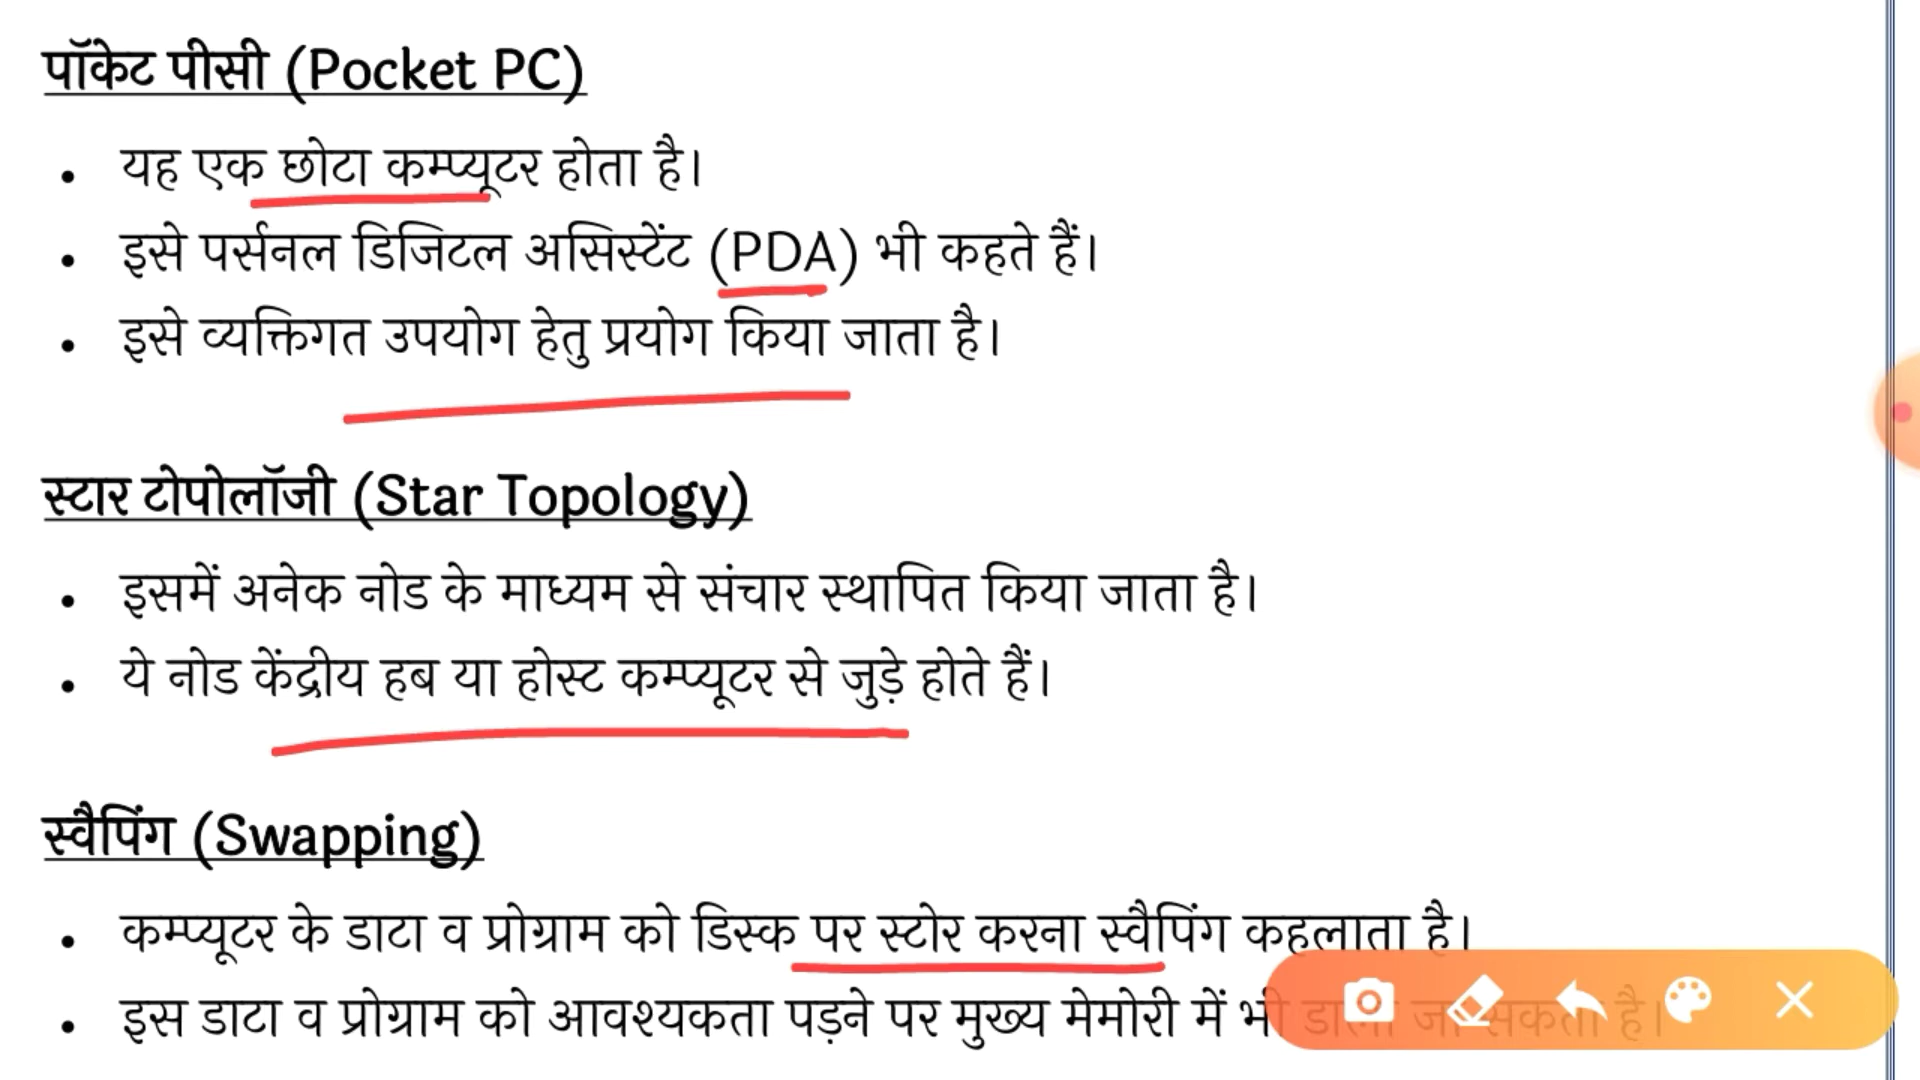 पॉकेट पीसी (Pocket PC)
• यह एक छोटा कम्प्यूटर होता है।
• इसे पर्सनल डिजिटल असिस्टेंट (PDA) भी कहते हैं।
• इसे व्यक्तिगत उपयोग हेतु प्रयोग किया जाता है।
स्टार टोपोलॉजी (Star Topology)
• इसमें अनेक नोड के माध्यम से संचार स्थापित किया जाता है।
• ये नोड केंद्रीय हब या होस्ट कम्प्यूटर से जुड़े होते हैं।
स्वैपिंग (Swapping)
• कम्प्यूटर के डाटा व प्रोग्राम को डिस्क पर स्टोर करना स्वैपिंग कहलाता है।
• इस डाटा व प्रोग्राम को आवश्यकता पड़ने पर मुख्य मेमोरी में भी डाला जा सकता है।